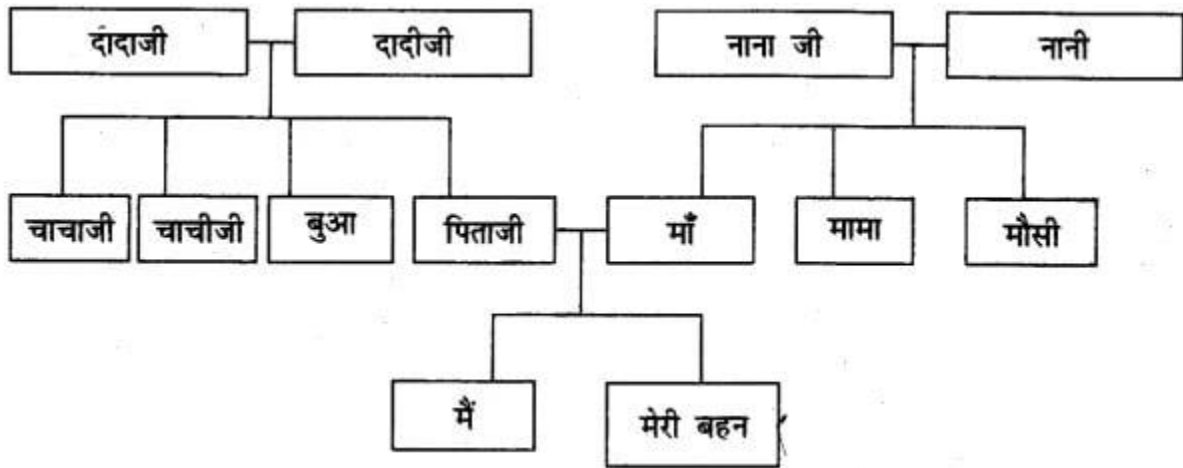 दादाजी दादीजी नाना जी नानी
चाचाजी चाचीजी बुआ पिताजी माँ मामा मौसी
मैं मेरी बहन